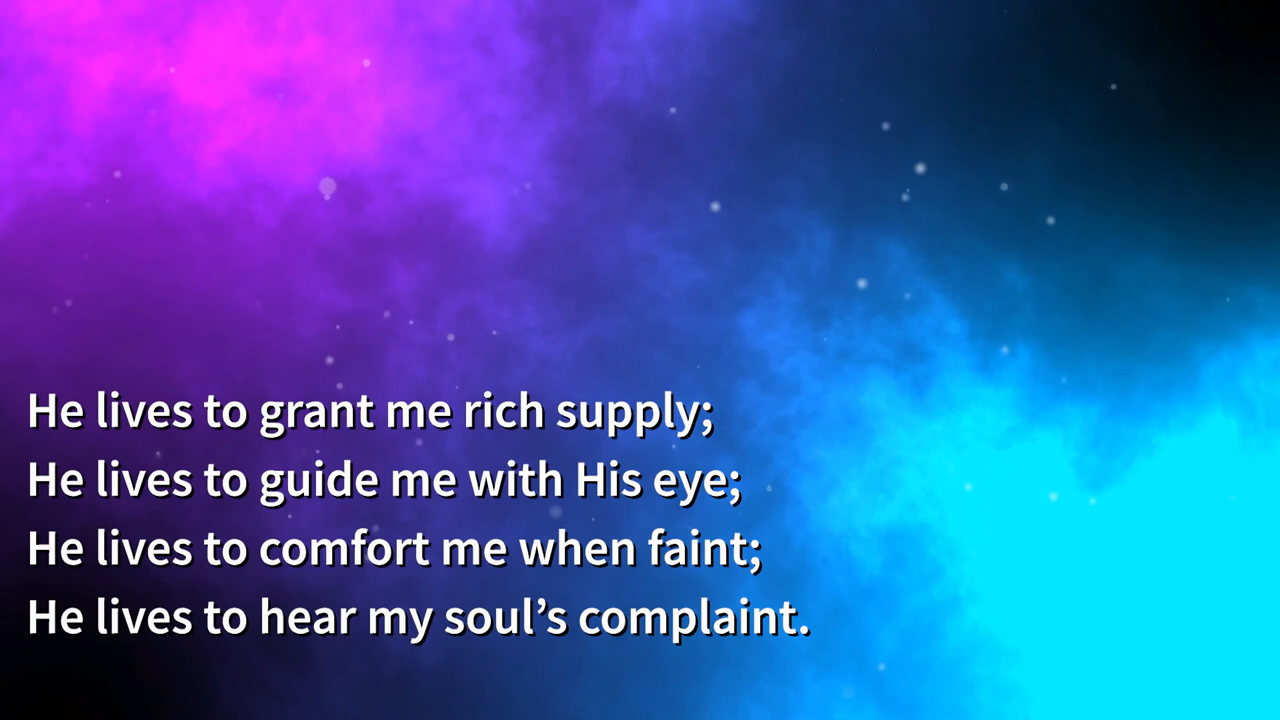 He lives to grant me rich supply;
He lives to guide me with His eye;
He lives to comfort me when faint;
He lives to hear my soul’s complaint.